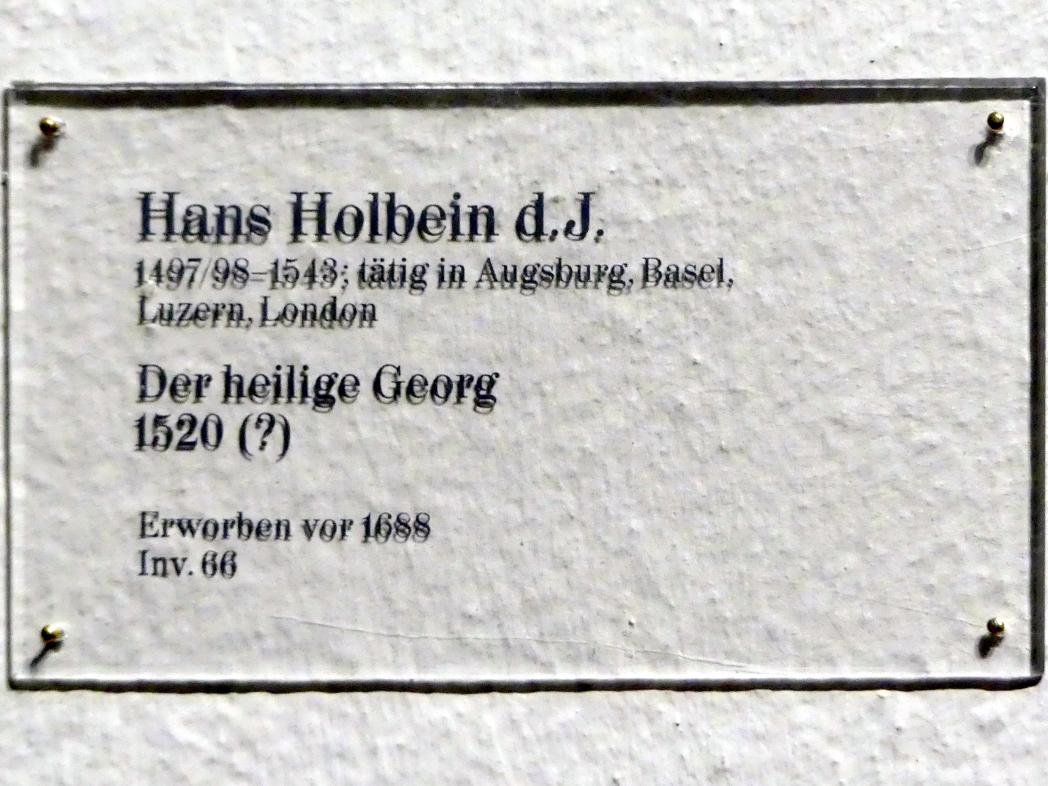 Hans Holbein d.J.
1497/98–1543; tätig in Augsburg, Basel,
Luzern, London
Der heilige Georg
1520 (?)
Erworben vor 1688
Inv. 66